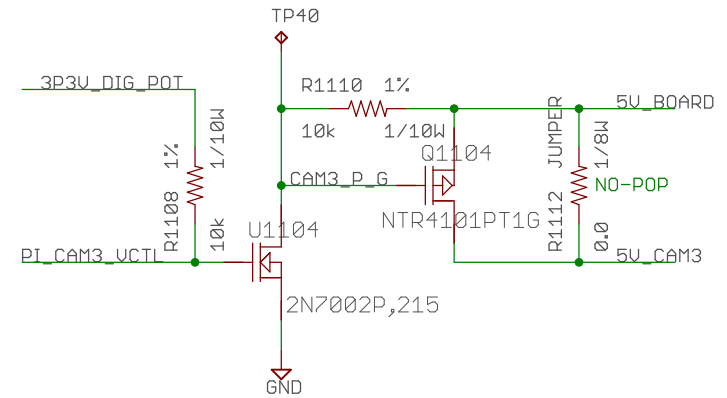 TP40
3P3V_DIG_POT
R1110 1%
10k 1/10W
5V_BOARD
Q1104
CAM3_P_G
NTR4101PT1G
R1108 1%
10k 1/10W
R1112 JUMPER
0.0 1/8W
NO-POP
U1104
PI_CAM3_VCTL
5V_CAM3
2N7002P,215
GND